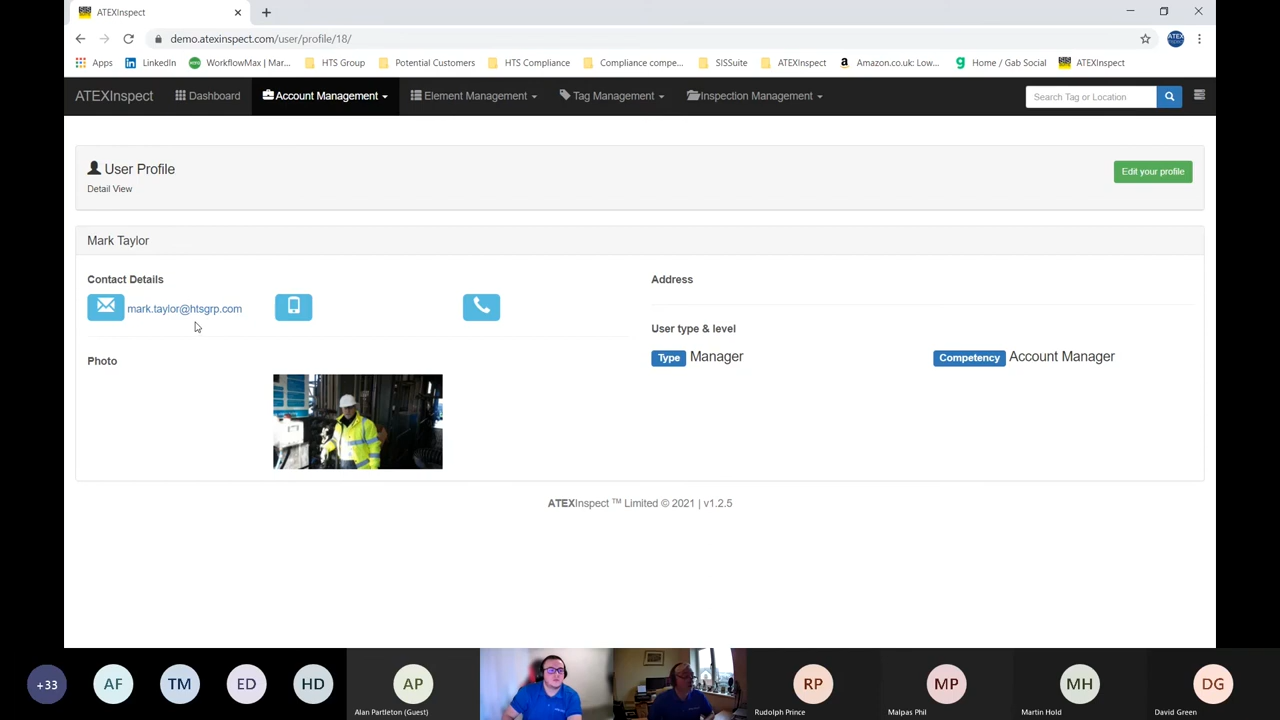 ATEXInspect
demo.atexinspect.com/user/profile/18/
ATEX
Apps LinkedIn WorkflowMax | Mar... HTS Group Potential Customers HTS Compliance Compliance compe... SISSuite ATEXInspect Amazon.co.uk: Low... Home / Gab Social ATEXInspect
ATEXInspect Dashboard Account Management Element Management Tag Management Inspection Management Search Tag or Location
User Profile
Edit your profile
Detail View
Mark Taylor
Contact Details
Address
mark.taylor@htsgrp.com
User type & level
Type Manager Competency Account Manager
Photo
ATEXInspect ™ Limited © 2021 | v1.2.5
+33 AF TM ED HD AP RP MP MH DG
Alan Partleton (Guest) Rudolph Prince Malpas Phil Martin Hold David Green